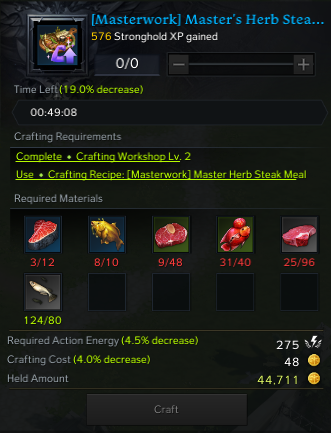 [Masterwork] Master's Herb Stea...
576 Stronghold XP gained
0/0
Time Left(19.0% decrease)
00:49:08
Crafting Requirements
Complete • Crafting Workshop Lv. 2
Use • Crafting Recipe: [Masterwork] Master Herb Steak Meal
Required Materials
3/12 8/10 9/48 31/40 25/96
124/80
Required Action Energy (4.5% decrease) 275
Crafting Cost (4.0% decrease) 48
Held Amount 44,711
Craft